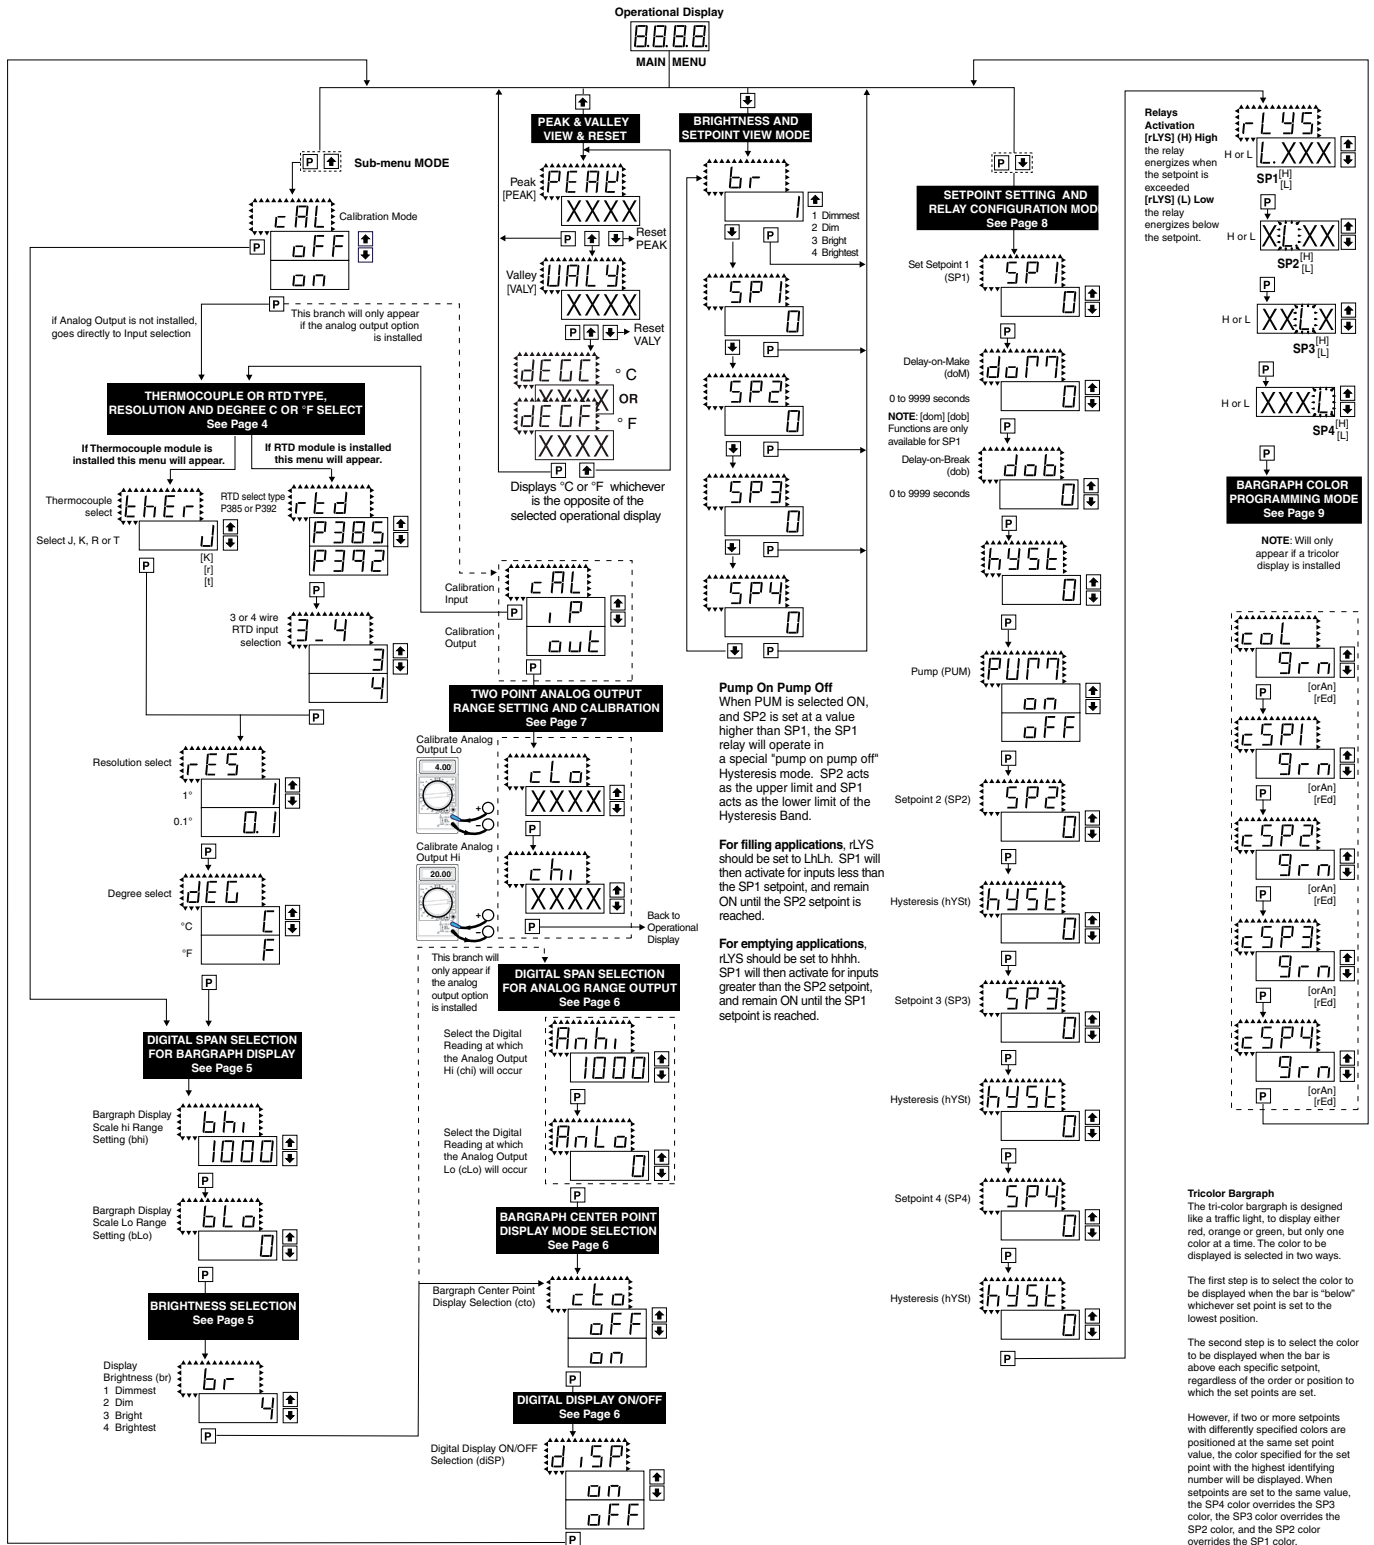 Operational Display
8.8.8.8.
MAIN MENU
P
Sub-menu MODE
cAL
Calibration Mode
oFF
P
on
P
if Analog Output is not installed,
goes directly to Input selection
This branch will only appear
if the analog output option
is installed
THERMOCOUPLE OR RTD TYPE,
RESOLUTION AND DEGREE C OR °F SELECT
See Page 4
If Thermocouple module is
installed this menu will appear.
If RTD module is installed
this menu will appear.
Thermocouple
select
thEr
Select J, K, R or T
J
[K]
[r]
[t]
P
RTD select type
P385 or P392
rtd
P385
P392
P
3 or 4 wire
RTD input
selection
3_4
3
4
P
Resolution select
rES
1°
1
0.1°
0.1
P
Degree select
dEG
°C
C
°F
F
P
DIGITAL SPAN SELECTION
FOR BARGRAPH DISPLAY
See Page 5
Bargraph Display
Scale hi Range
Setting (bhi)
bhi
1000
P
Bargraph Display
Scale Lo Range
Setting (bLo)
bLo
0
P
BRIGHTNESS SELECTION
See Page 5
Display
Brightness (br)
1 Dimmest
2 Dim
3 Bright
4 Brightest
br
4
P
PEAK & VALLEY
VIEW & RESET
Peak
[PEAK]
PEAK
XXXX
P
Reset
PEAK
Valley
[VALY]
VALY
XXXX
P
Reset
VALY
dEGC
° C
XXXX
OR
dEGF
° F
XXXX
P
Displays °C or °F whichever
is the opposite of the
selected operational display
Calibration
Input
cAL
P
iP
Calibration
Output
out
P
TWO POINT ANALOG OUTPUT
RANGE SETTING AND CALIBRATION
See Page 7
Calibrate Analog
Output Lo
4.00
+
–
cLo
XXXX
P
Calibrate Analog
Output Hi
20.00
+
–
chi
XXXX
P
Back to
Operational
Display
This branch will
only appear if
the analog
output option
is installed
DIGITAL SPAN SELECTION
FOR ANALOG RANGE OUTPUT
See Page 6
Select the Digital
Reading at which
the Analog Output
Hi (chi) will occur
Anhi
1000
P
Select the Digital
Reading at which
the Analog Output
Lo (cLo) will occur
AnLo
0
P
BARGRAPH CENTER POINT
DISPLAY MODE SELECTION
See Page 6
Bargraph Center Point
Display Selection (cto)
cto
oFF
on
P
DIGITAL DISPLAY ON/OFF
See Page 6
Digital Display ON/OFF
Selection (diSP)
diSP
on
oFF
P
BRIGHTNESS AND
SETPOINT VIEW MODE
br
1
1 Dimmest
2 Dim
3 Bright
4 Brightest
P
SP1
0
P
SP2
0
P
SP3
0
P
SP4
0
P
Pump On Pump Off
When PUM is selected ON,
and SP2 is set at a value
higher than SP1, the SP1
relay will operate in
a special "pump on pump off"
Hysteresis mode. SP2 acts
as the upper limit and SP1
acts as the lower limit of the
Hysteresis Band.
For filling applications, rLYS
should be set to LhLh. SP1 will
then activate for inputs less than
the SP1 setpoint, and remain
ON until the SP2 setpoint is
reached.
For emptying applications,
rLYS should be set to hhhh.
SP1 will then activate for inputs
greater than the SP2 setpoint,
and remain ON until the SP1
setpoint is reached.
P
SETPOINT SETTING AND
RELAY CONFIGURATION MOD
See Page 8
Set Setpoint 1
(SP1)
SP1
0
P
Delay-on-Make
(doM)
doM
0
0 to 9999 seconds
NOTE: [dom] [dob]
Functions are only
available for SP1
P
Delay-on-Break
(dob)
dob
0
0 to 9999 seconds
P
hYSt
0
P
Pump (PUM)
PUM
on
oFF
P
Setpoint 2 (SP2)
SP2
0
P
Hysteresis (hYSt)
hYSt
0
P
Setpoint 3 (SP3)
SP3
0
P
Hysteresis (hYSt)
hYSt
0
P
Setpoint 4 (SP4)
SP4
0
P
Hysteresis (hYSt)
hYSt
0
P
Relays
Activation
[rLYS] (H) High
the relay
energizes when
the setpoint is
exceeded
[rLYS] (L) Low
the relay
energizes below
the setpoint.
rLYS
H or L
L.XXX
SP1 [H]
[L]
P
H or L
XLXX
SP2 [H]
[L]
P
H or L
XXLX
SP3 [H]
[L]
P
H or L
XXXL
SP4 [H]
[L]
P
BARGRAPH COLOR
PROGRAMMING MODE
See Page 9
NOTE: Will only
appear if a tricolor
display is installed
coL
grn
[orAn]
[rEd]
P
cSP1
grn
[orAn]
[rEd]
P
cSP2
grn
[orAn]
[rEd]
P
cSP3
grn
[orAn]
[rEd]
P
cSP4
grn
[orAn]
[rEd]
P
Tricolor Bargraph
The tri-color bargraph is designed
like a traffic light, to display either
red, orange or green, but only one
color at a time. The color to be
displayed is selected in two ways.
The first step is to select the color to
be displayed when the bar is “below”
whichever set point is set to the
lowest position.
The second step is to select the color
to be displayed when the bar is
above each specific setpoint,
regardless of the order or position to
which the set points are set.
However, if two or more setpoints
with differently specified colors are
positioned at the same set point
value, the color specified for the set
point with the highest identifying
number will be displayed. When
setpoints are set to the same value,
the SP4 color overrides the SP3
color, the SP3 color overrides the
SP2 color, and the SP2 color
overrides the SP1 color.